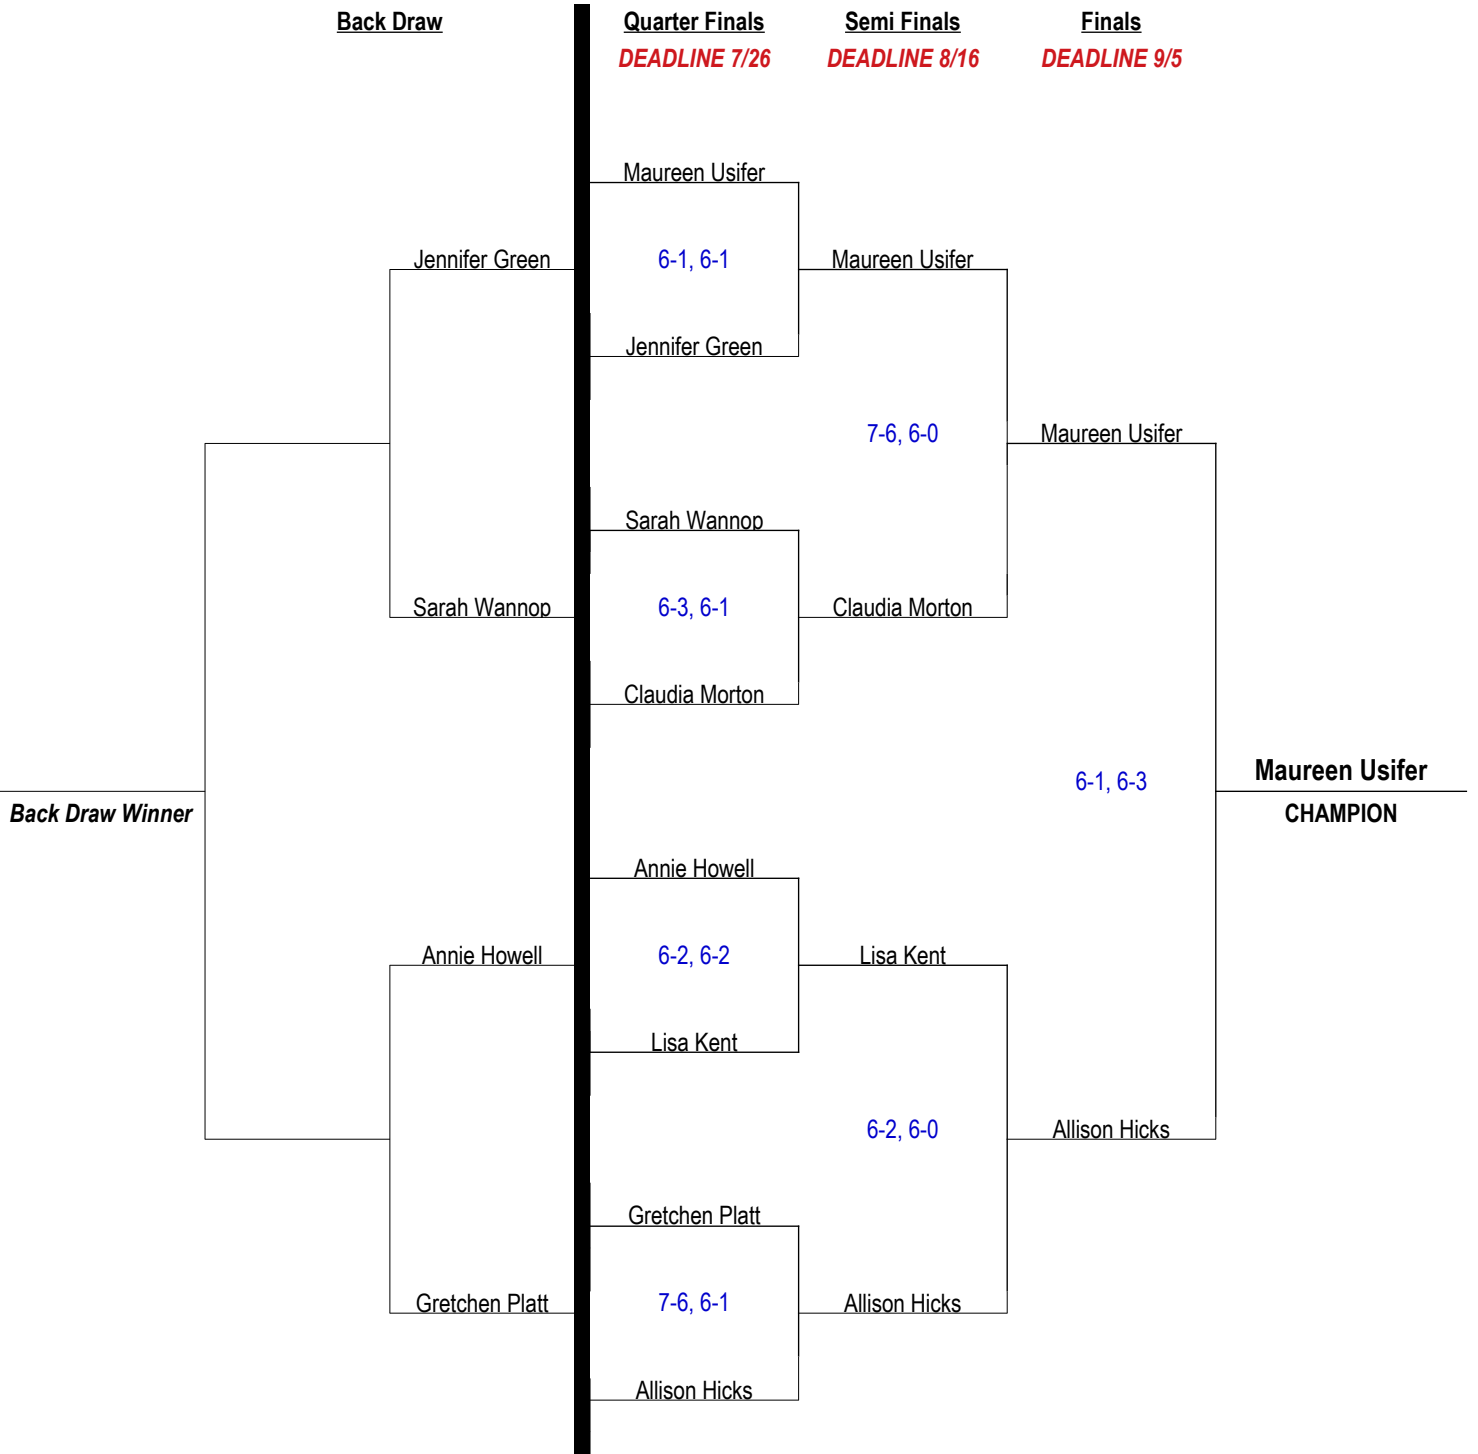 Back Draw Quarter Finals Semi Finals Finals
DEADLINE 7/26 DEADLINE 8/16 DEADLINE 9/5
Maureen Usifer
Jennifer Green 6-1, 6-1 Maureen Usifer
Jennifer Green
7-6, 6-0 Maureen Usifer
Sarah Wannop
Sarah Wannop 6-3, 6-1 Claudia Morton
Claudia Morton
6-1, 6-3 Maureen Usifer
Back Draw Winner CHAMPION
Annie Howell
Annie Howell 6-2, 6-2 Lisa Kent
Lisa Kent
6-2, 6-0 Allison Hicks
Gretchen Platt
Gretchen Platt 7-6, 6-1 Allison Hicks
Allison Hicks